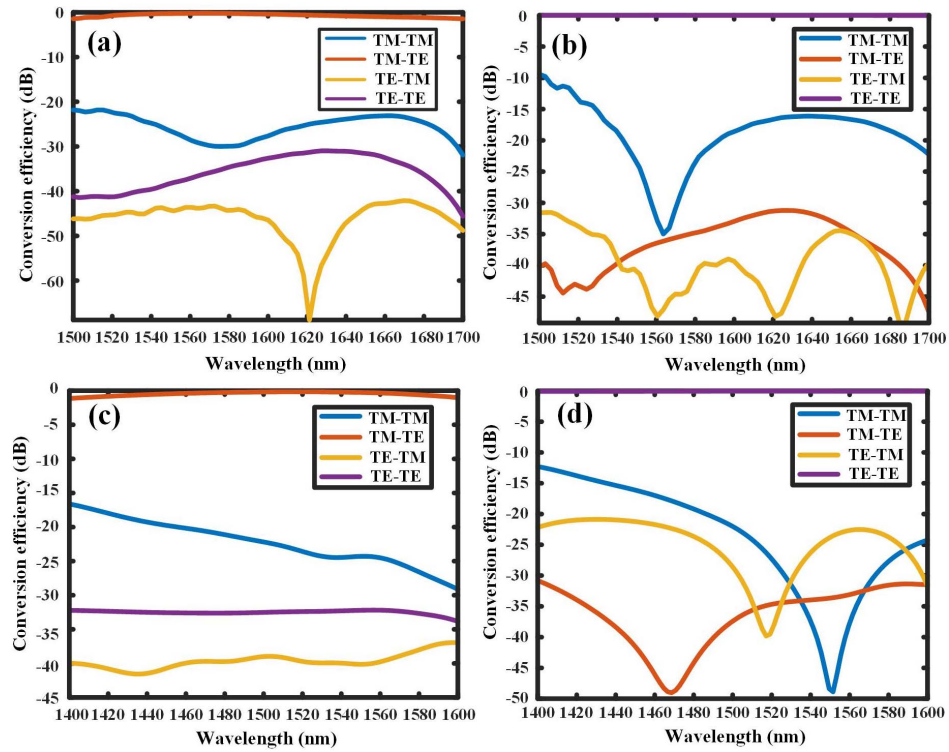 (a)
TM-TM
TM-TE
TE-TM
TE-TE
Conversion efficiency (dB)
0
-10
-20
-30
-40
-50
-60
1500 1520 1540 1560 1580 1600 1620 1640 1660 1680 1700
Wavelength (nm)
(b)
TM-TM
TM-TE
TE-TM
TE-TE
Conversion efficiency (dB)
0
-5
-10
-15
-20
-25
-30
-35
-40
-45
1500 1520 1540 1560 1580 1600 1620 1640 1660 1680 1700
Wavelength (nm)
(c)
TM-TM
TM-TE
TE-TM
TE-TE
Conversion efficiency (dB)
0
-5
-10
-15
-20
-25
-30
-35
-40
-45
1400 1420 1440 1460 1480 1500 1520 1540 1560 1580 1600
Wavelength (nm)
(d)
TM-TM
TM-TE
TE-TM
TE-TE
Conversion efficiency (dB)
0
-5
-10
-15
-20
-25
-30
-35
-40
-45
-50
1400 1420 1440 1460 1480 1500 1520 1540 1560 1580 1600
Wavelength (nm)